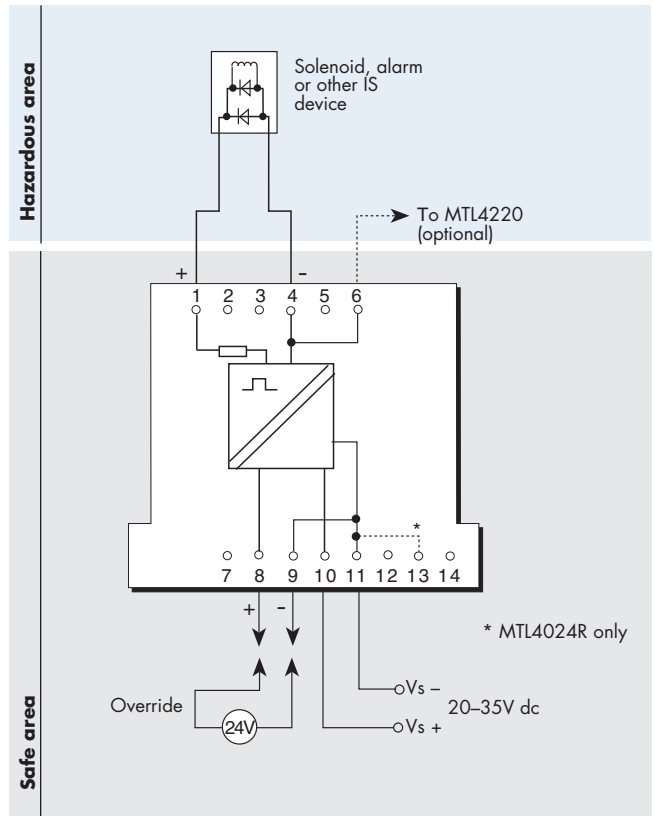 Hazardous area
Solenoid, alarm
or other IS
device
To MTL4220
(optional)
+ -
1 2 3 4 5 6
*
7 8 9 10 11 12 13 14
+ -
* MTL4024R only
Safe area
Override
24V
Vs –
20–35V dc
Vs +